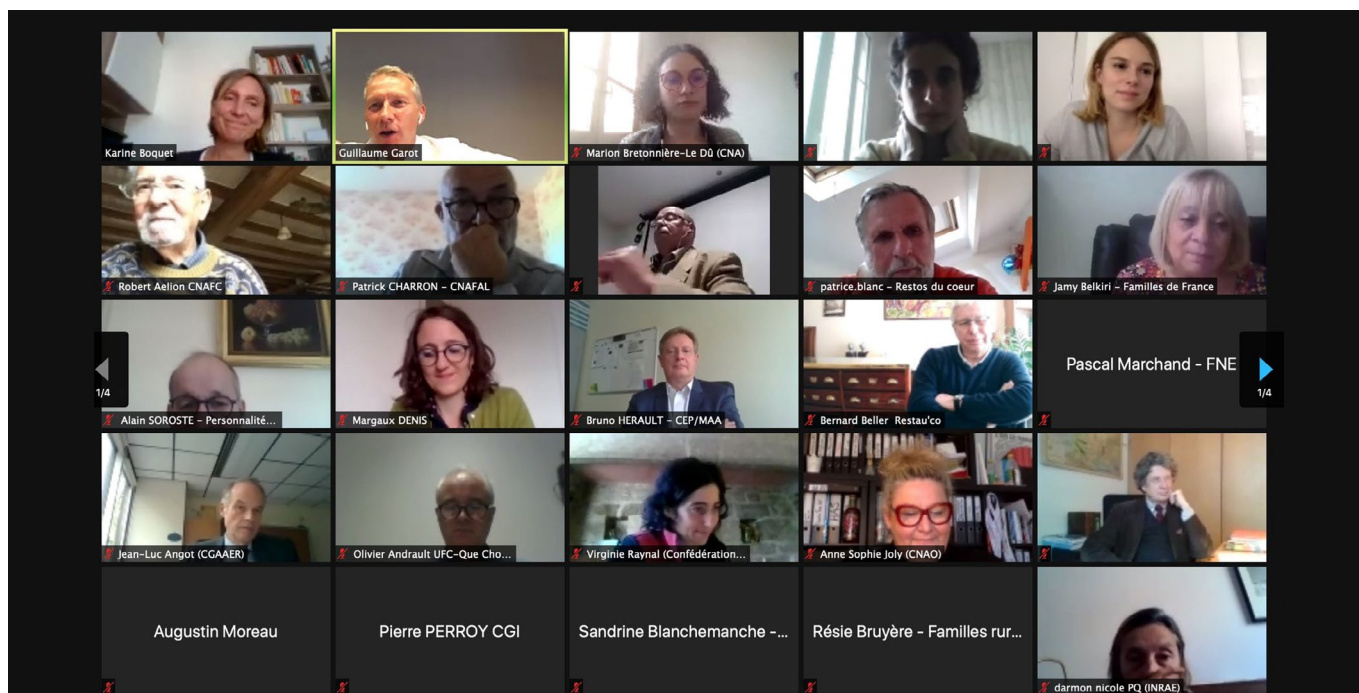 Karine Boquet
Guillaume Garot
Marion Bretonnière-Le Dû (CNA)
Robert Aelion CNAFC
Patrick CHARRON - CNAFAL
patrice.blanc - Restos du coeur
Jamy Belkiri - Familles de France
1/4
Alain SOROSTE - Personnalité...
Margaux DENIS
Bruno HERAULT - CEP/MAA
Bernard Beller Restau'co
Pascal Marchand - FNE
1/4
Jean-Luc Angot (CGAAER)
Olivier Andrault UFC-Que Cho...
Virginie Raynal (Confédération...
Anne Sophie Joly (CNAO)
Augustin Moreau
Pierre PERROY CGI
Sandrine Blanchemanche -...
Résie Bruyère - Familles rur...
darmon nicole PQ (INRAE)